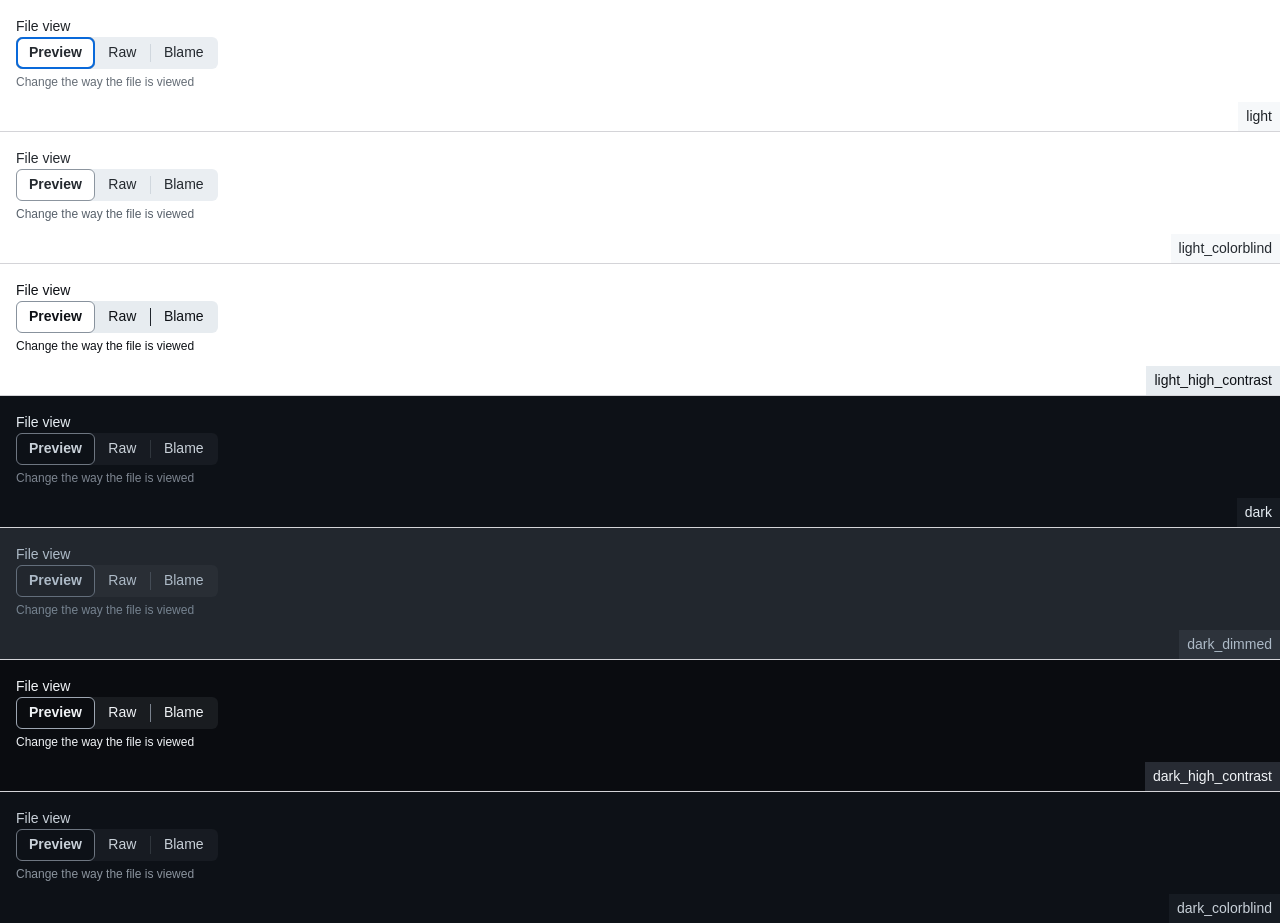 File view
Preview Raw Blame
Change the way the file is viewed
light
File view
Preview Raw Blame
Change the way the file is viewed
light_colorblind
File view
Preview Raw Blame
Change the way the file is viewed
light_high_contrast
File view
Preview Raw Blame
Change the way the file is viewed
dark
File view
Preview Raw Blame
Change the way the file is viewed
dark_dimmed
File view
Preview Raw Blame
Change the way the file is viewed
dark_high_contrast
File view
Preview Raw Blame
Change the way the file is viewed
dark_colorblind